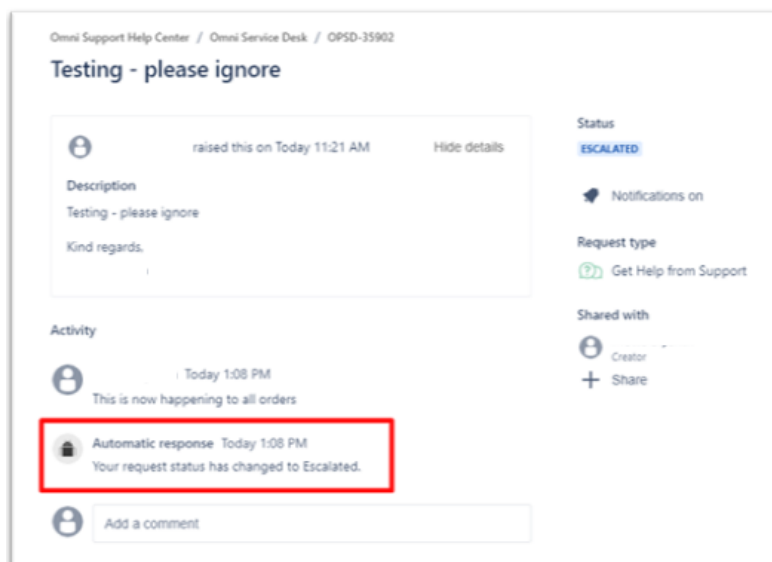 Omni Support Help Center / Omni Service Desk / OPSD-35902
Testing - please ignore
raised this on Today 11:21 AM Hide details
Description
Testing - please ignore
Kind regards,
Activity
Today 1:08 PM
This is now happening to all orders
Automatic response Today 1:08 PM
Your request status has changed to Escalated.
Add a comment
Status
ESCALATED
Notifications on
Request type
Get Help from Support
Shared with
Creator
Share